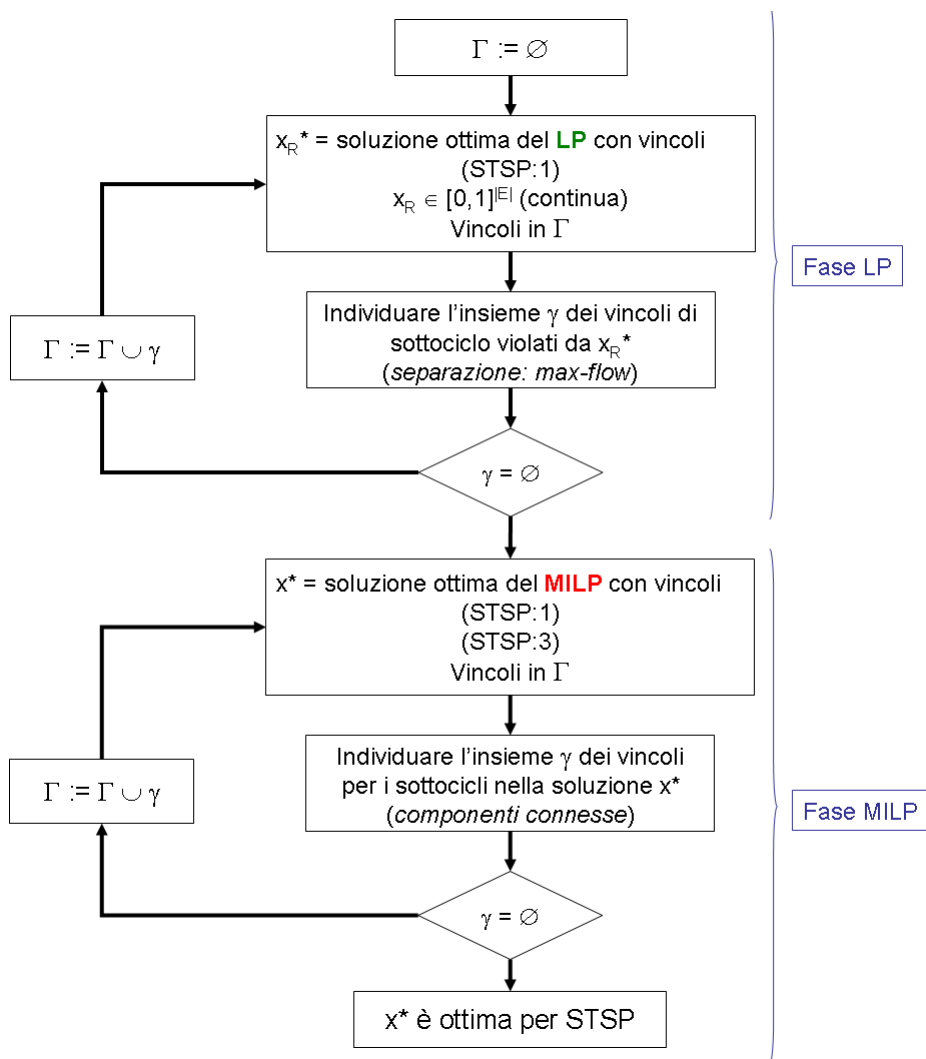 Γ := ∅
x_R* = soluzione ottima del LP con vincoli
(STSP:1)
x_R ∈ [0,1]^|E| (continua)
Vincoli in Γ
Fase LP
Individuare l'insieme γ dei vincoli di
sottociclo violati da x_R*
(separazione: max-flow)
Γ := Γ ∪ γ
γ = ∅
x* = soluzione ottima del MILP con vincoli
(STSP:1)
(STSP:3)
Vincoli in Γ
Individuare l'insieme γ dei vincoli
per i sottocicli nella soluzione x*
(componenti connesse)
Γ := Γ ∪ γ
Fase MILP
γ = ∅
x* è ottima per STSP